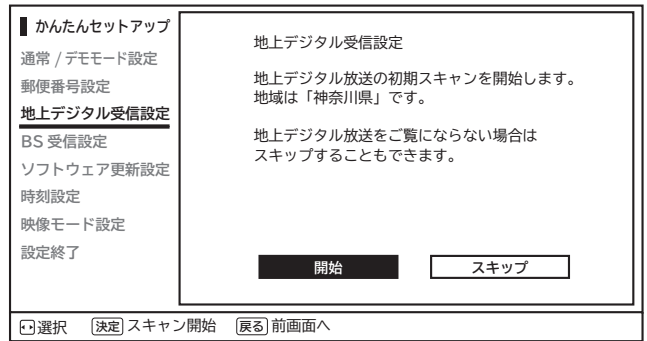 かんたんセットアップ
通常 / デモモード設定
郵便番号設定
地上デジタル受信設定
BS 受信設定
ソフトウェア更新設定
時刻設定
映像モード設定
設定終了
地上デジタル受信設定
地上デジタル放送の初期スキャンを開始します。
地域は「神奈川県」です。
地上デジタル放送をご覧にならない場合は
スキップすることもできます。
開始 スキップ
選択 決定 スキャン開始 戻る 前画面へ